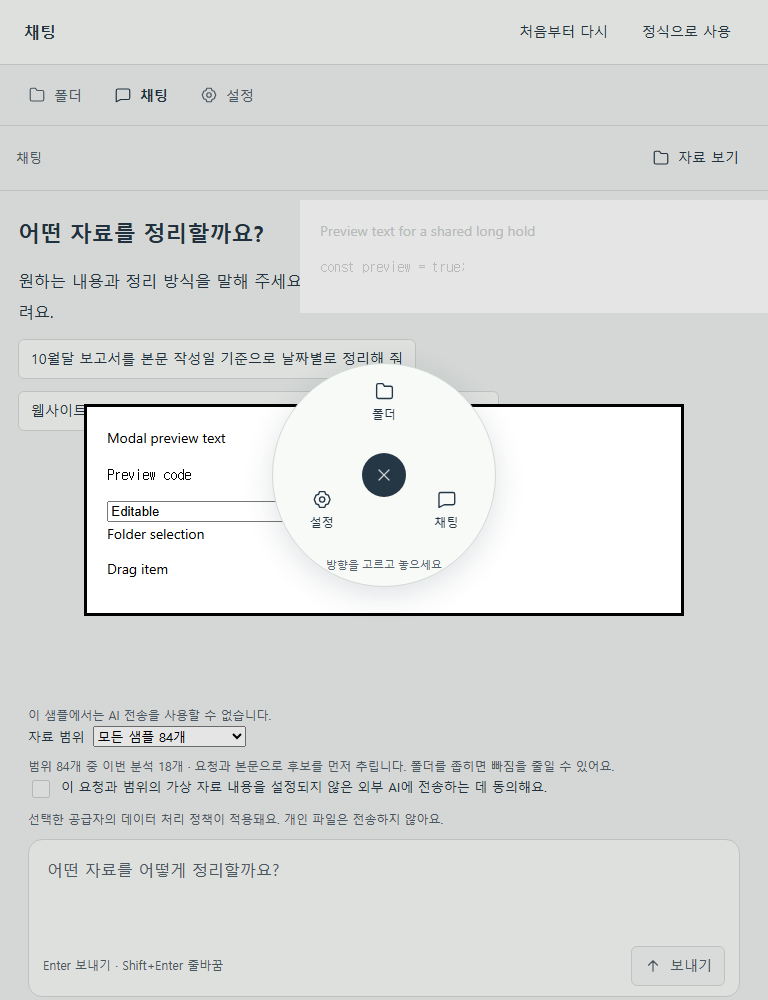 채팅
처음부터 다시
정식으로 사용
폴더
채팅
설정
채팅
자료 보기
어떤 자료를 정리할까요?
Preview text for a shared long hold
const preview = true;
원하는 내용과 정리 방식을 말해 주세요
려요.
10월달 보고서를 본문 작성일 기준으로 날짜별로 정리해 줘
웹사이트
폴더
설정
채팅
방향을 고르고 놓으세요
Modal preview text
Preview code
Editable
Folder selection
Drag item
이 샘플에서는 AI 전송을 사용할 수 없습니다.
자료 범위 모든 샘플 84개
범위 84개 중 이번 분석 18개 · 요청과 본문으로 후보를 먼저 추립니다. 폴더를 좁히면 빠짐을 줄일 수 있어요.
이 요청과 범위의 가상 자료 내용을 설정되지 않은 외부 AI에 전송하는 데 동의해요.
선택한 공급자의 데이터 처리 정책이 적용돼요. 개인 파일은 전송하지 않아요.
어떤 자료를 어떻게 정리할까요?
Enter 보내기 · Shift+Enter 줄바꿈
보내기